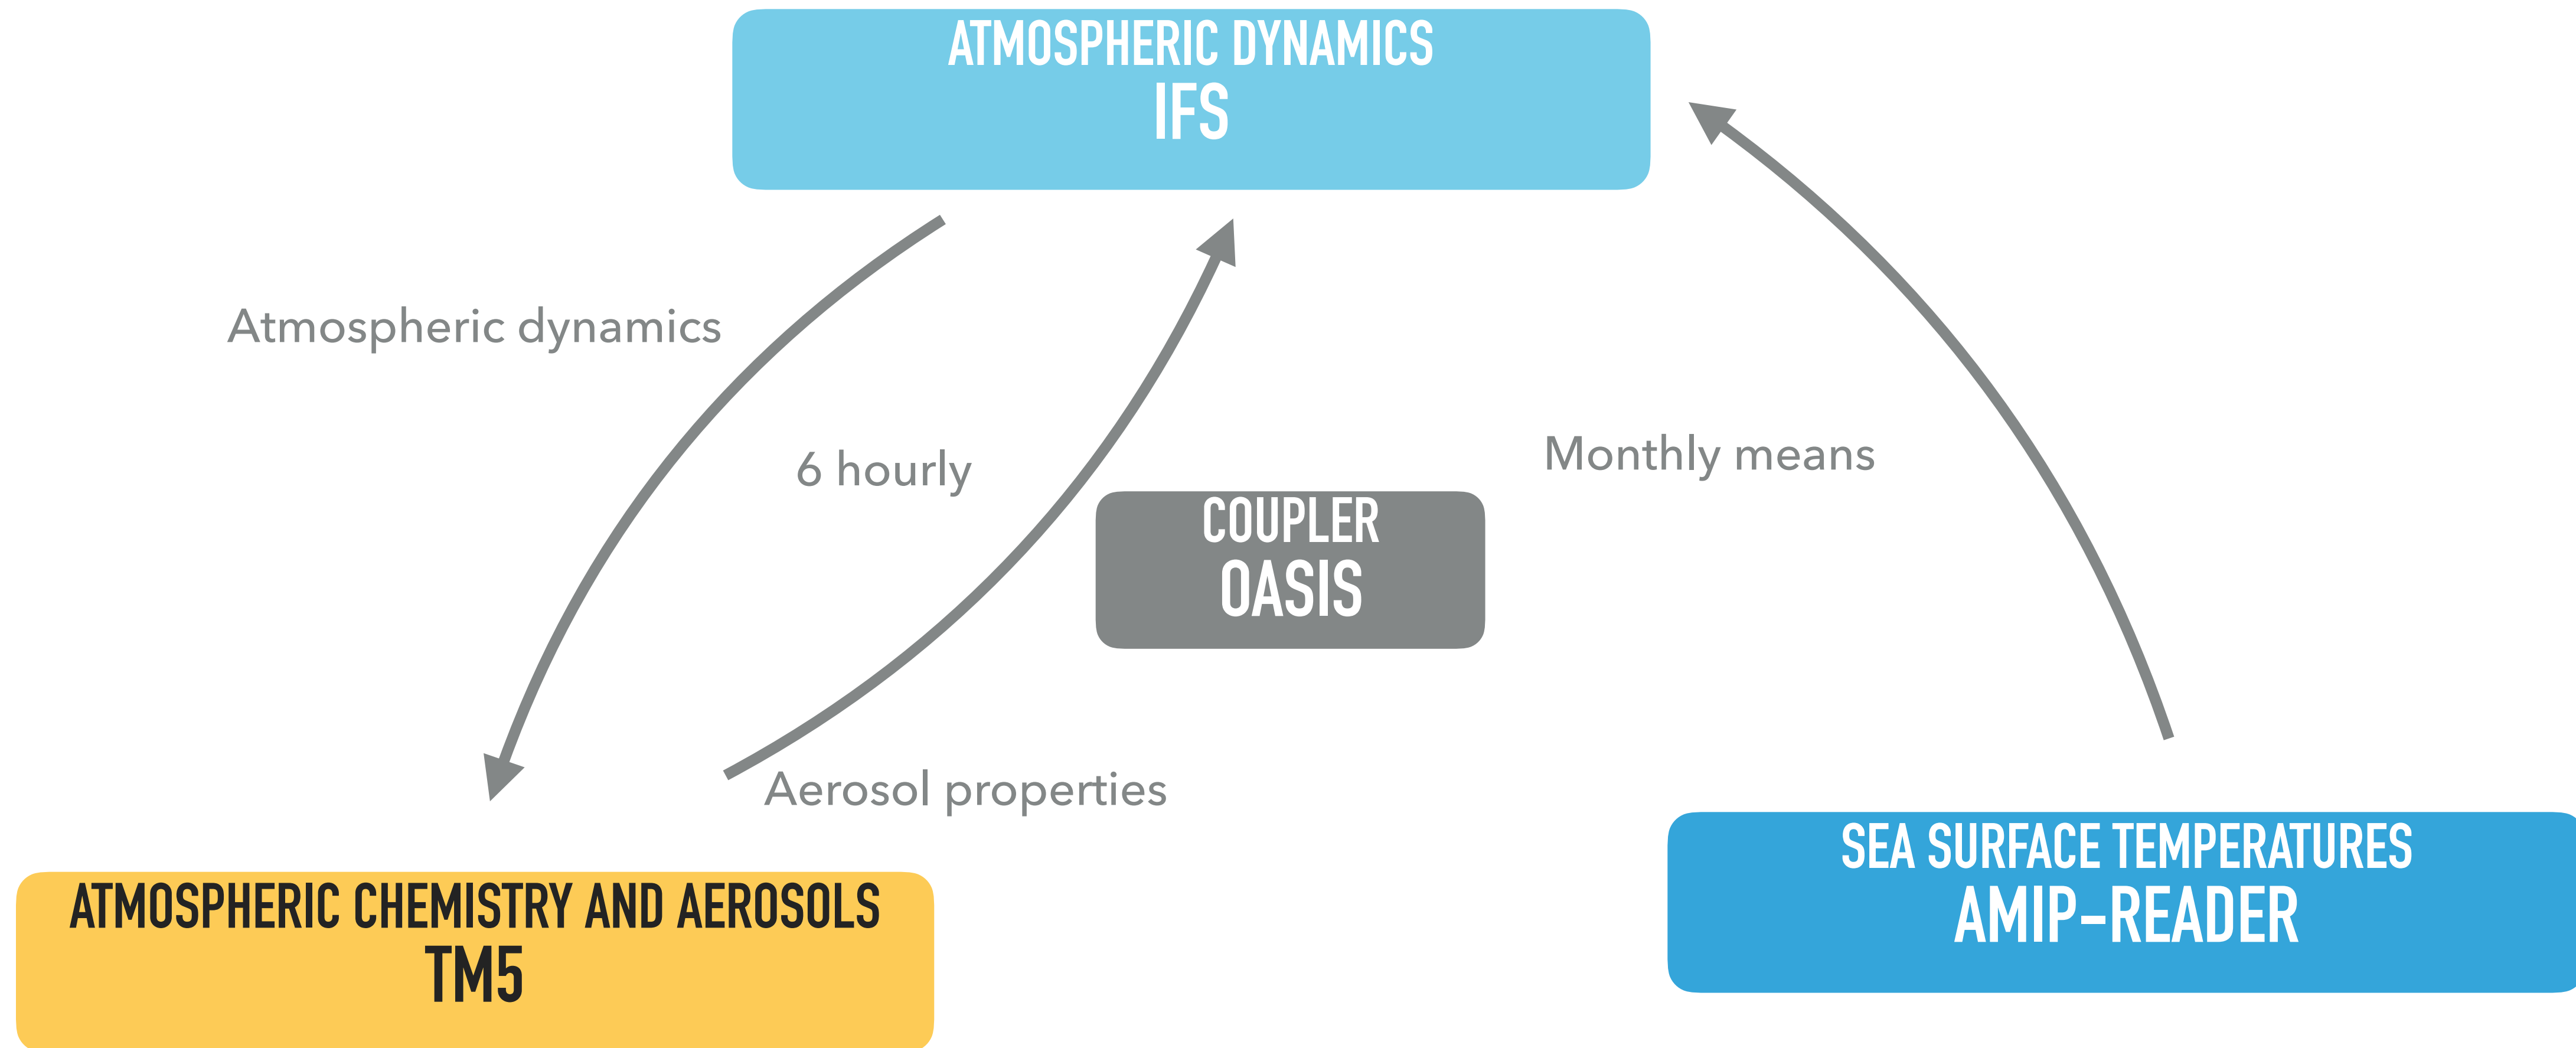 ATMOSPHERIC DYNAMICS
IFS
Atmospheric dynamics
6 hourly
Monthly means
COUPLER
OASIS
Aerosol properties
SEA SURFACE TEMPERATURES
AMIP-READER
ATMOSPHERIC CHEMISTRY AND AEROSOLS
TM5